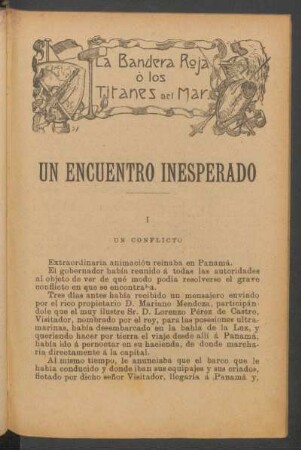 La Bandera Roja
ó los
Titanes del Mar
UN ENCUENTRO INESPERADO
I
UN CONFLICTO
Extraordinaria animación reinaba en Panamá.
El gobernador había reunido á todas las autoridades
al objeto de ver de qué modo podía resolverse el grave
conflicto en que se encontraba.
Tres días antes había recibido un mensajero enviado
por el rico propietario D. Mariano Mendoza, participán-
dole que el muy ilustre Sr. D. Lorenzo Pérez de Castro,
Visitador, nombrado por el rey, para las posesiones ultra-
marinas, había desembarcado en la bahía de la Luz, y
queriendo hacer por tierra el viaje desde allí á Panamá,
había ido á pernoctar en su hacienda, de donde marcha-
ría directamente á la capital.
Al mismo tiempo, le anunciaba que el barco que le
había conducido y donde iban sus equipajes y sus criados,
fletado por dicho señor Visitador, llegaría á Panamá y,